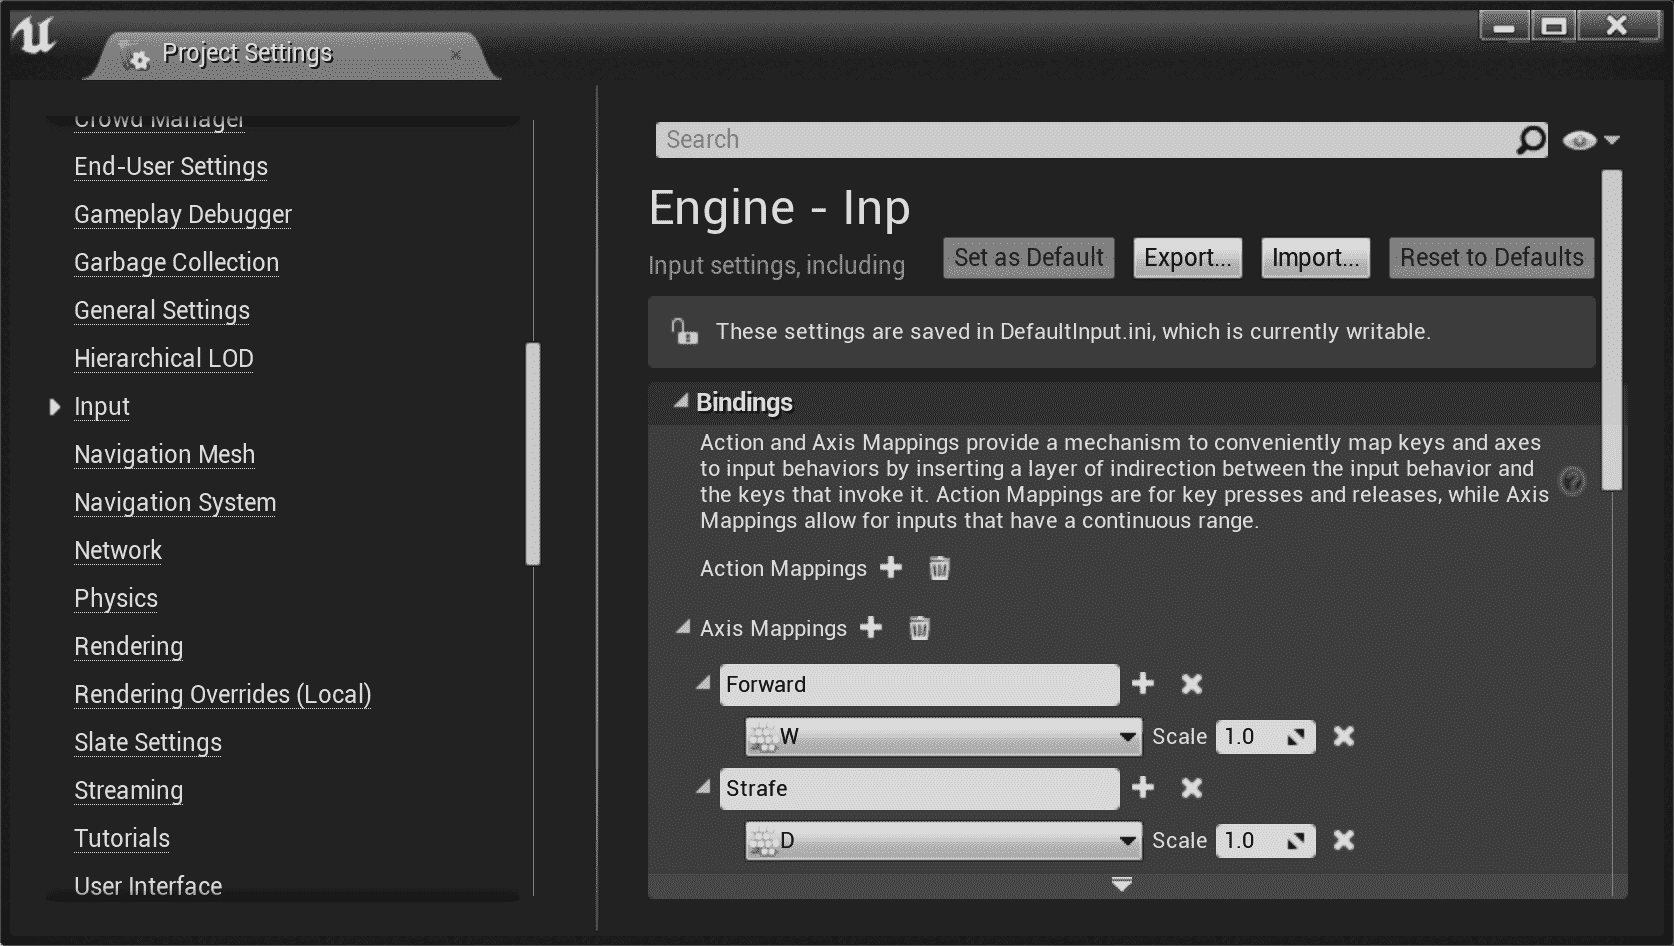 Project Settings
Crowd Manager
End-User Settings
Gameplay Debugger
Garbage Collection
General Settings
Hierarchical LOD
Input
Navigation Mesh
Navigation System
Network
Physics
Rendering
Rendering Overrides (Local)
Slate Settings
Streaming
Tutorials
User Interface
Search
Engine - Inp
Input settings, including
Set as Default
Export...
Import...
Reset to Defaults
These settings are saved in DefaultInput.ini, which is currently writable.
Bindings
Action and Axis Mappings provide a mechanism to conveniently map keys and axes
to input behaviors by inserting a layer of indirection between the input behavior and
the keys that invoke it. Action Mappings are for key presses and releases, while Axis
Mappings allow for inputs that have a continuous range.
Action Mappings
Axis Mappings
Forward
W Scale 1.0
Strafe
D Scale 1.0